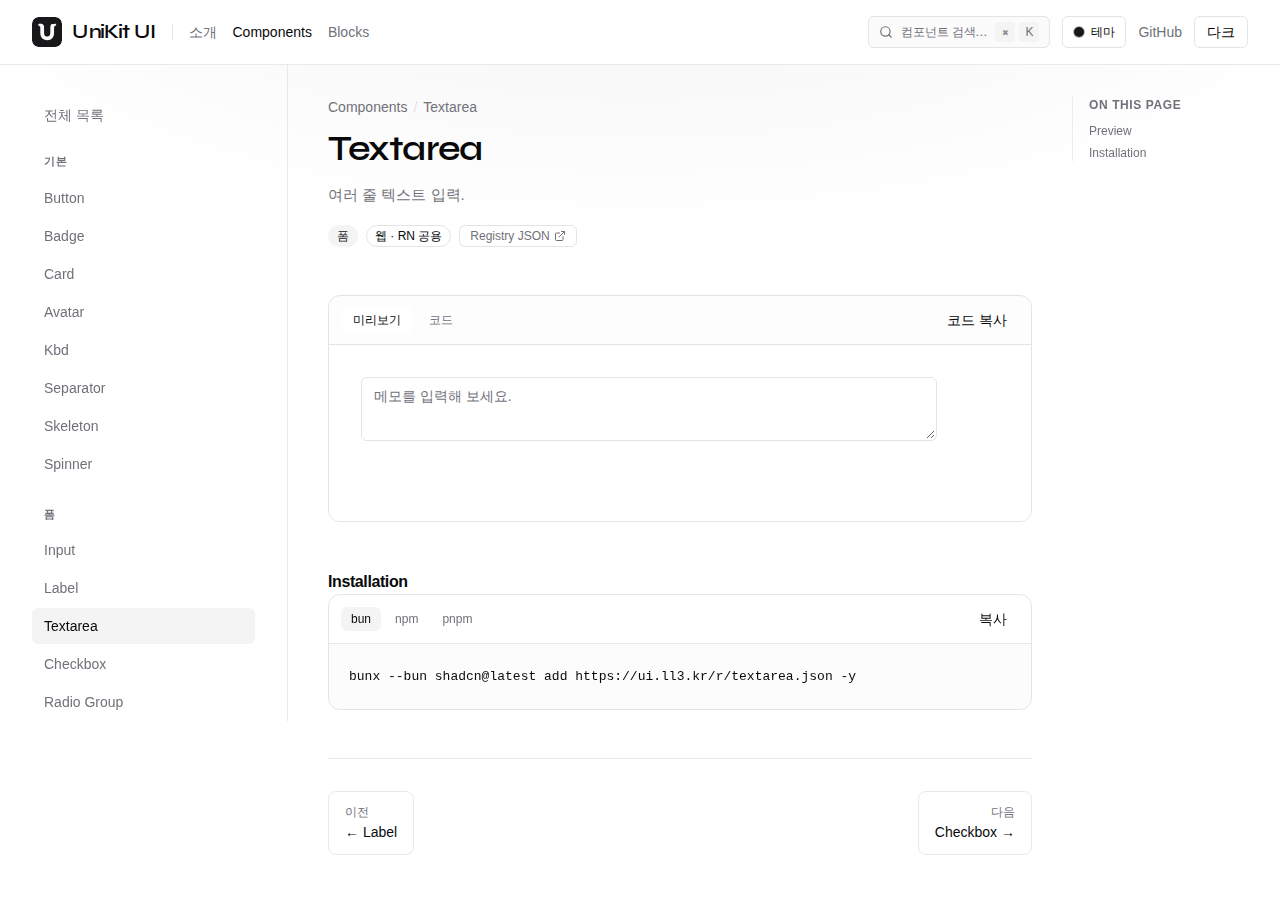 UniKit UI
소개
Components
Blocks
컴포넌트 검색…
⌘
K
테마
GitHub
다크
전체 목록
기본
Button
Badge
Card
Avatar
Kbd
Separator
Skeleton
Spinner
폼
Input
Label
Textarea
Checkbox
Radio Group
Components / Textarea
Textarea
여러 줄 텍스트 입력.
폼
웹 · RN 공용
Registry JSON
미리보기
코드
코드 복사
메모를 입력해 보세요.
Installation
bun
npm
pnpm
복사
bunx --bun shadcn@latest add https://ui.ll3.kr/r/textarea.json -y
이전
← Label
다음
Checkbox →
ON THIS PAGE
Preview
Installation